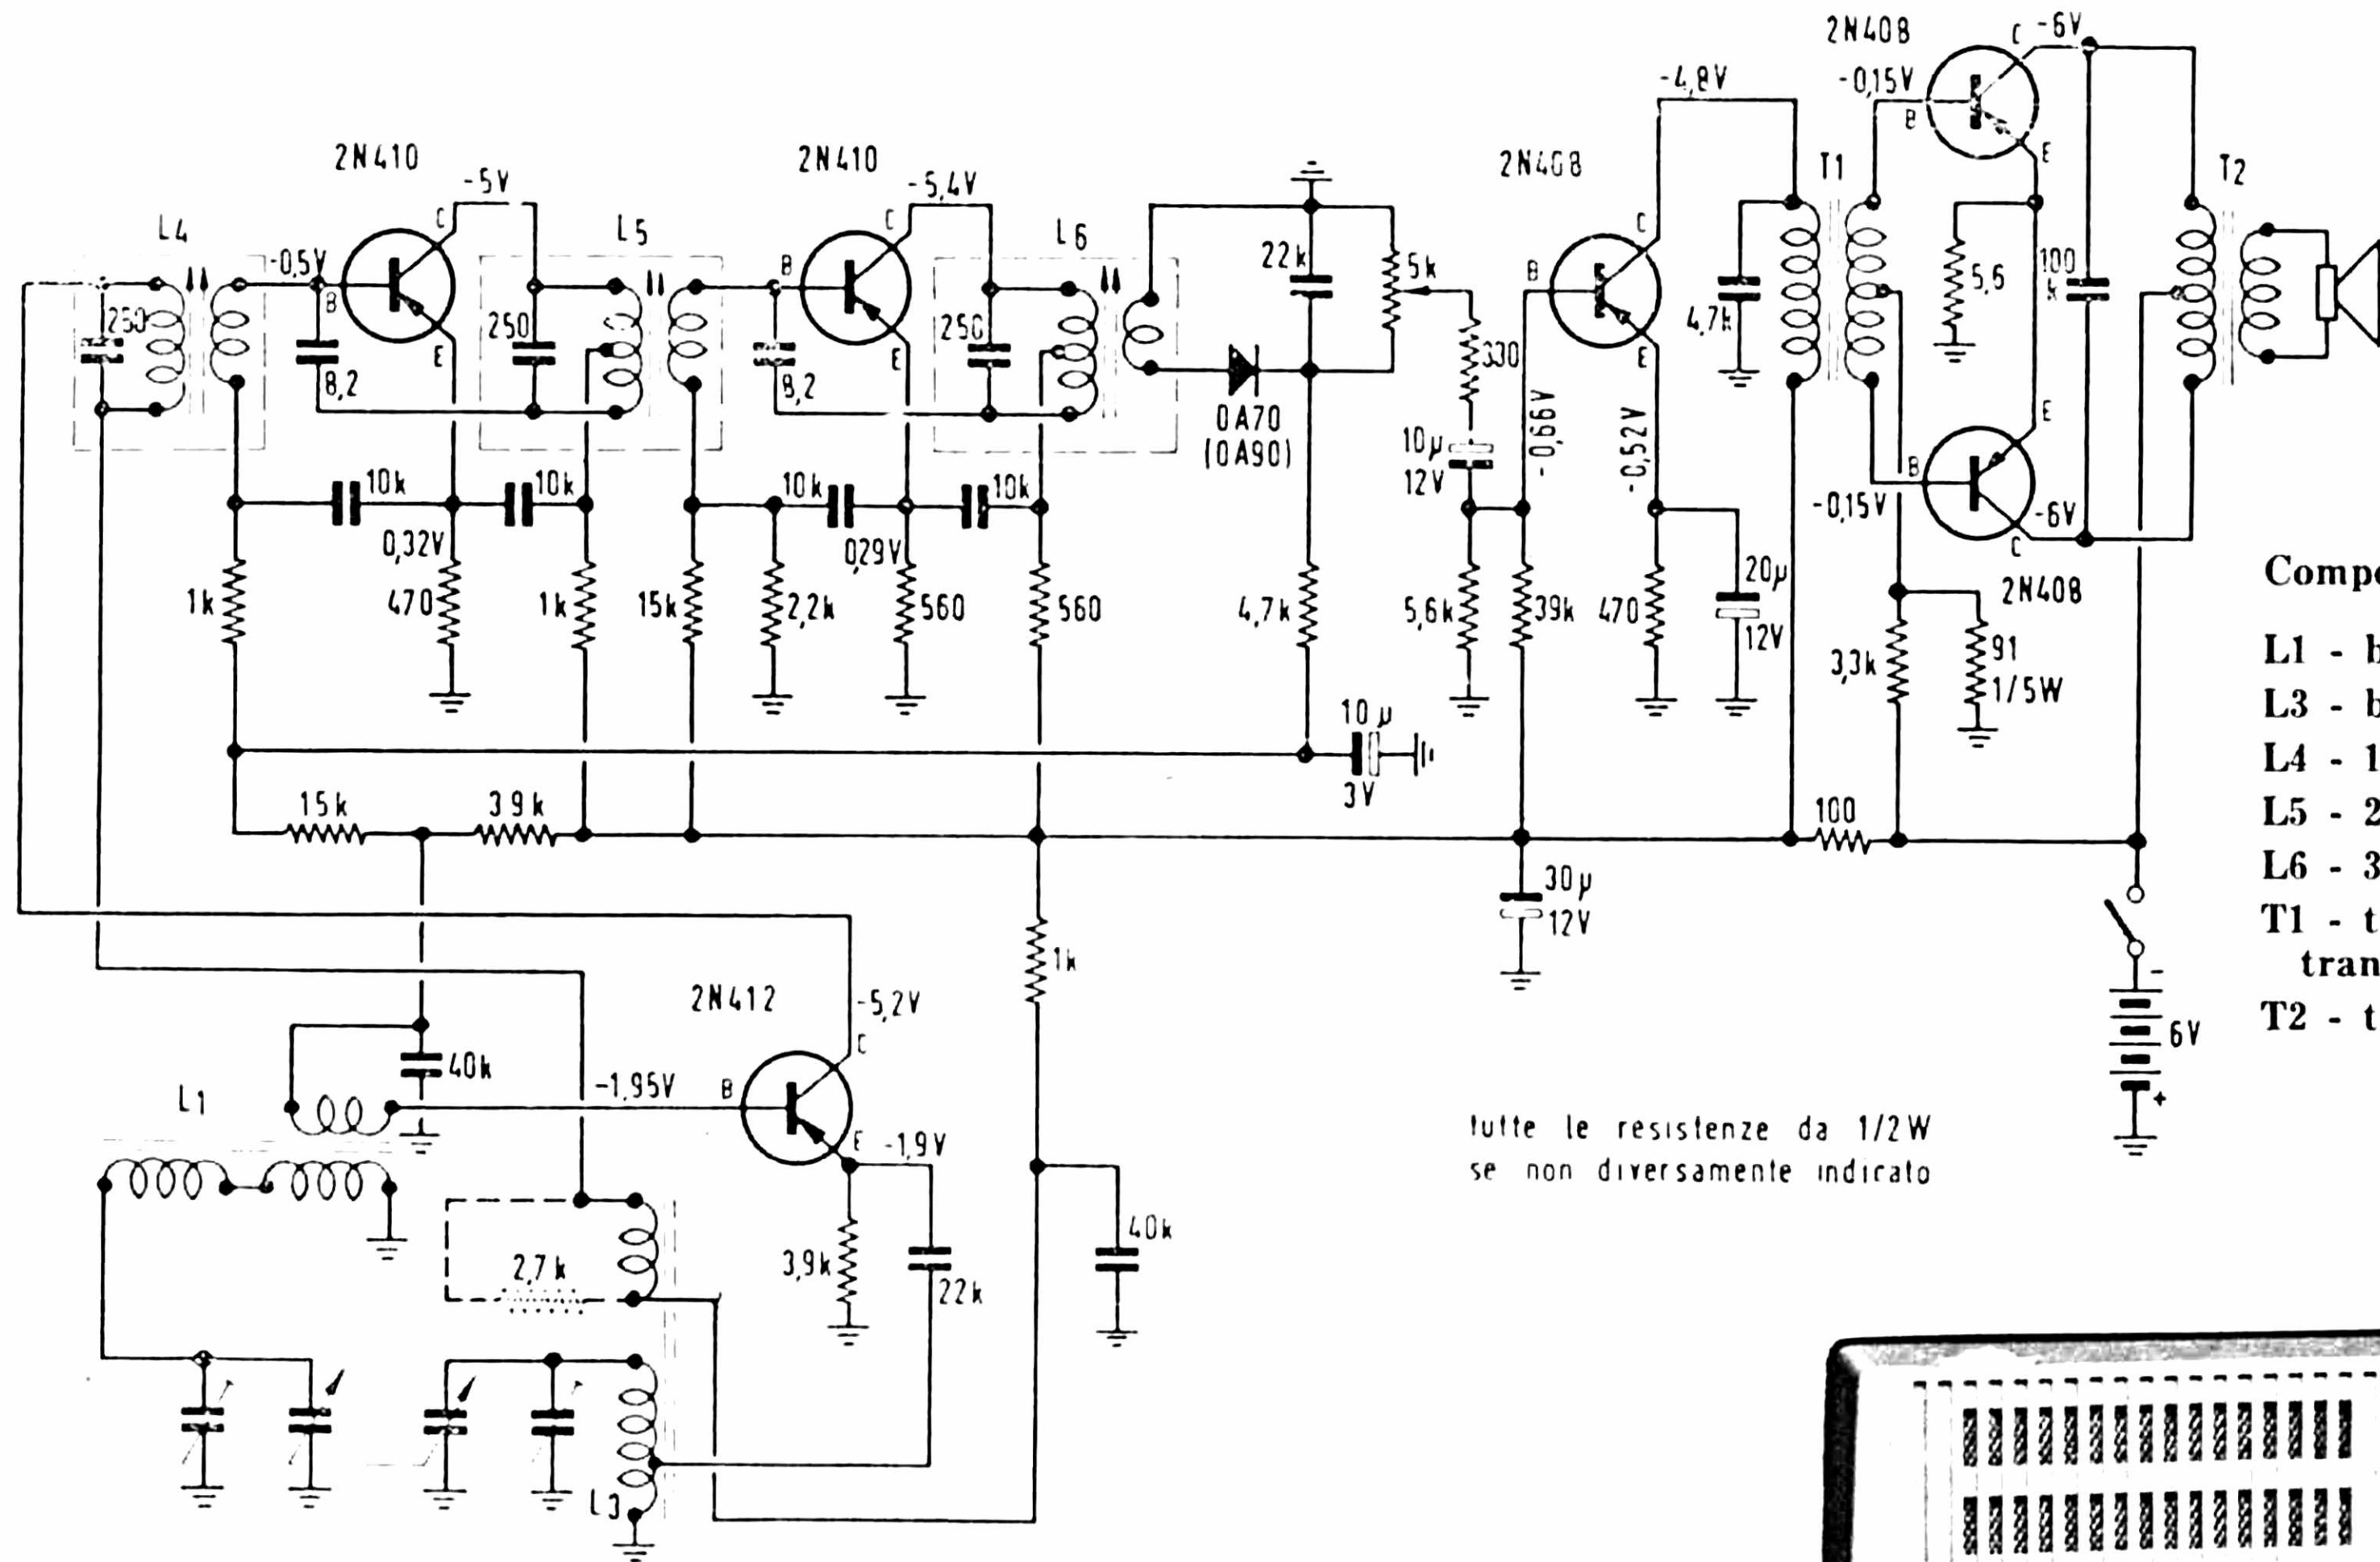 2N408
C
-6V
-0,15V
B
E
-4,8V
T1
T2
2N410
-5V
C
2N410
-5,4V
C
2N408
C
L4
L5
L6
-0,5V
B
E
250
8,2
250
B
E
8,2
250
22k
5k
330
B
E
4,7k
5,6
100
k
0A70
(0A90)
10µ
12V
-0,66V
-0,52V
E
B
-0,15V
-6V
C
2N408
10k
10k
10k
10k
0,32V
0,29V
1k
470
1k
15k
2,2k
560
560
4,7k
5,6k
39k
470
20µ
12V
3,3k
91
1/5W
10µ
3V
15k
39k
100
30µ
12V
1k
-
6V
+
2N412
-5,2V
C
40k
L1
-1,95V
B
E
-1,9V
2,7k
3,9k
22k
40k
L3
tutte le resistenze da 1/2W
se non diversamente indicato
Comp
L1 - b
L3 - b
L4 - 1
L5 - 2
L6 - 3
T1 - t
tran
T2 - t